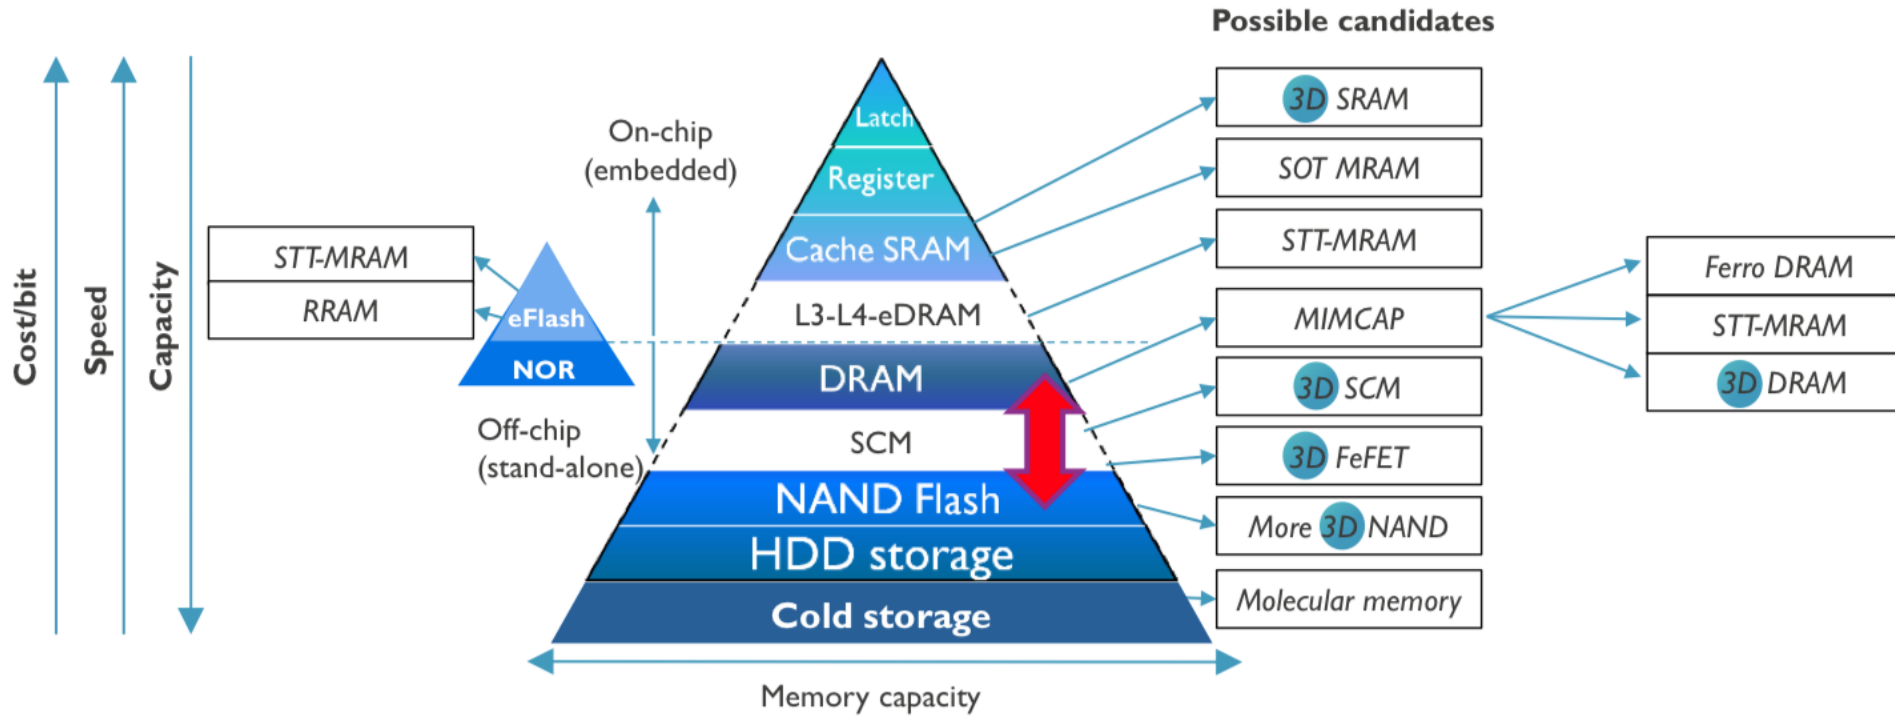 Possible candidates
Cost/bit
Speed
Capacity
On-chip
(embedded)
STT-MRAM
RRAM
eFlash
NOR
Off-chip
(stand-alone)
Latch
Register
Cache SRAM
L3-L4-eDRAM
DRAM
SCM
NAND Flash
HDD storage
Cold storage
Memory capacity
3D SRAM
SOT MRAM
STT-MRAM
MIMCAP
3D SCM
3D FeFET
More 3D NAND
Molecular memory
Ferro DRAM
STT-MRAM
3D DRAM